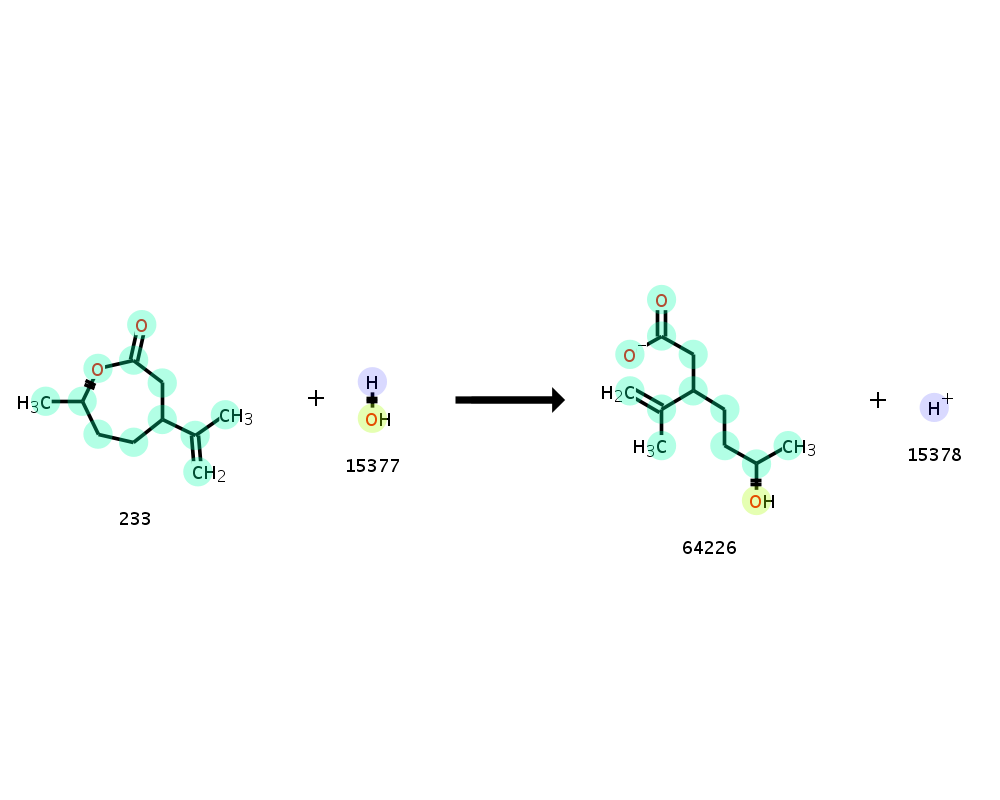 O
O
H₃C
CH₃
CH₂
233
+
H
OH
15377
O
O⁻
H₂C
H₃C
CH₃
OH
64226
+
H⁺
15378